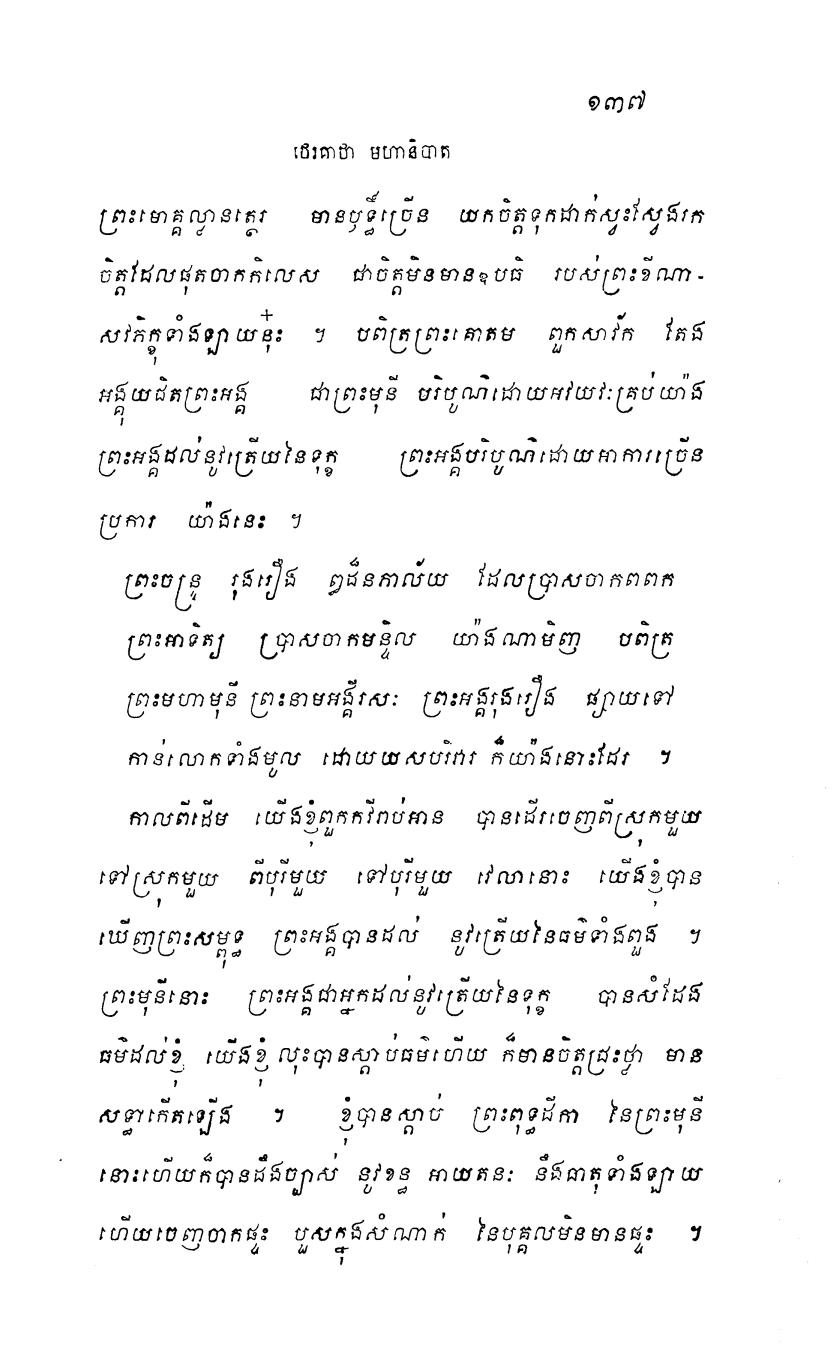 ១៣៧
ថេរគាថា មហានិបាត
ព្រះមោគ្គល្លានត្ថេរ មានឫទ្ធិ៍ច្រើន យកចិត្តទុកដាក់ស្វះស្វែងរក
ចិត្តដែលផុតចាកកិលេស ជាចិត្តមិនមានឧបធិ របស់ព្រះខីណា-
សវភិក្ខុទាំងឡាយនុ៎ះ ។ បពិត្រព្រះគោតម ពួកសាវ័ក តែង
អង្គុយជិតព្រះអង្គ ជាព្រះមុនី បរិបូណ៌ដោយអវយវៈគ្រប់យ៉ាង
ព្រះអង្គដល់នូវត្រើយនៃទុក្ខ ព្រះអង្គបរិបូណ៌ដោយអាការច្រើន
ប្រការ យ៉ាងនេះ ។
ព្រះចន្ទ្រ រុងរឿង ឰដ៏នភាល័យ ដែលប្រាសចាកពពក
ព្រះអាទិត្យ ប្រាសចាកមន្ទិល យ៉ាងណាមិញ បពិត្រ
ព្រះមហាមុនី ព្រះនាមអង្គីរសៈ ព្រះអង្គរុងរឿង ផ្សាយទៅ
កាន់លោកទាំងមូល ដោយយសបរិវារ ក៏យ៉ាងនោះដែរ ។
កាលពីដើម យើងខ្ញុំពួកកវីរាប់អាន បានដើរចេញពីស្រុកមួយ
ទៅស្រុកមួយ ពីបុរីមួយ ទៅបុរីមួយ វេលានោះ យើងខ្ញុំបាន
ឃើញព្រះសម្ពុទ្ធ ព្រះអង្គបានដល់ នូវត្រើយនៃធម៌ទាំងពួង ។
ព្រះមុនីនោះ ព្រះអង្គជាអ្នកដល់នូវត្រើយនៃទុក្ខ បានសំដែង
ធម៌ដល់ខ្ញុំ យើងខ្ញុំ លុះបានស្តាប់ធម៌ហើយ ក៏មានចិត្តជ្រះថ្លា មាន
សទ្ធាកើតឡើង ។ ខ្ញុំបានស្តាប់ ព្រះពុទ្ធដីកា នៃព្រះមុនី
នោះហើយក៏បានដឹងច្បាស់ នូវខន្ធ អាយតនៈ នឹងធាតុទាំងឡាយ
ហើយចេញចាកផ្ទះ បួសក្នុងសំណាក់ នៃបុគ្គលមិនមានផ្ទះ ។